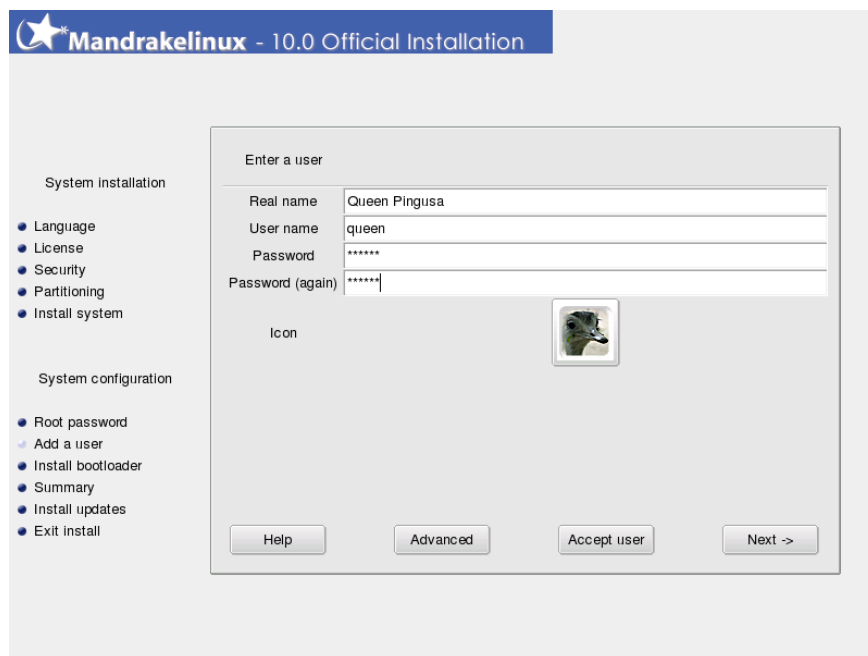 Mandrakelinux - 10.0 Official Installation
System installation
Language
License
Security
Partitioning
Install system
System configuration
Root password
Add a user
Install bootloader
Summary
Install updates
Exit install
Enter a user
Real name Queen Pingusa
User name queen
Password ******
Password (again) ******
Icon
Help Advanced Accept user Next ->